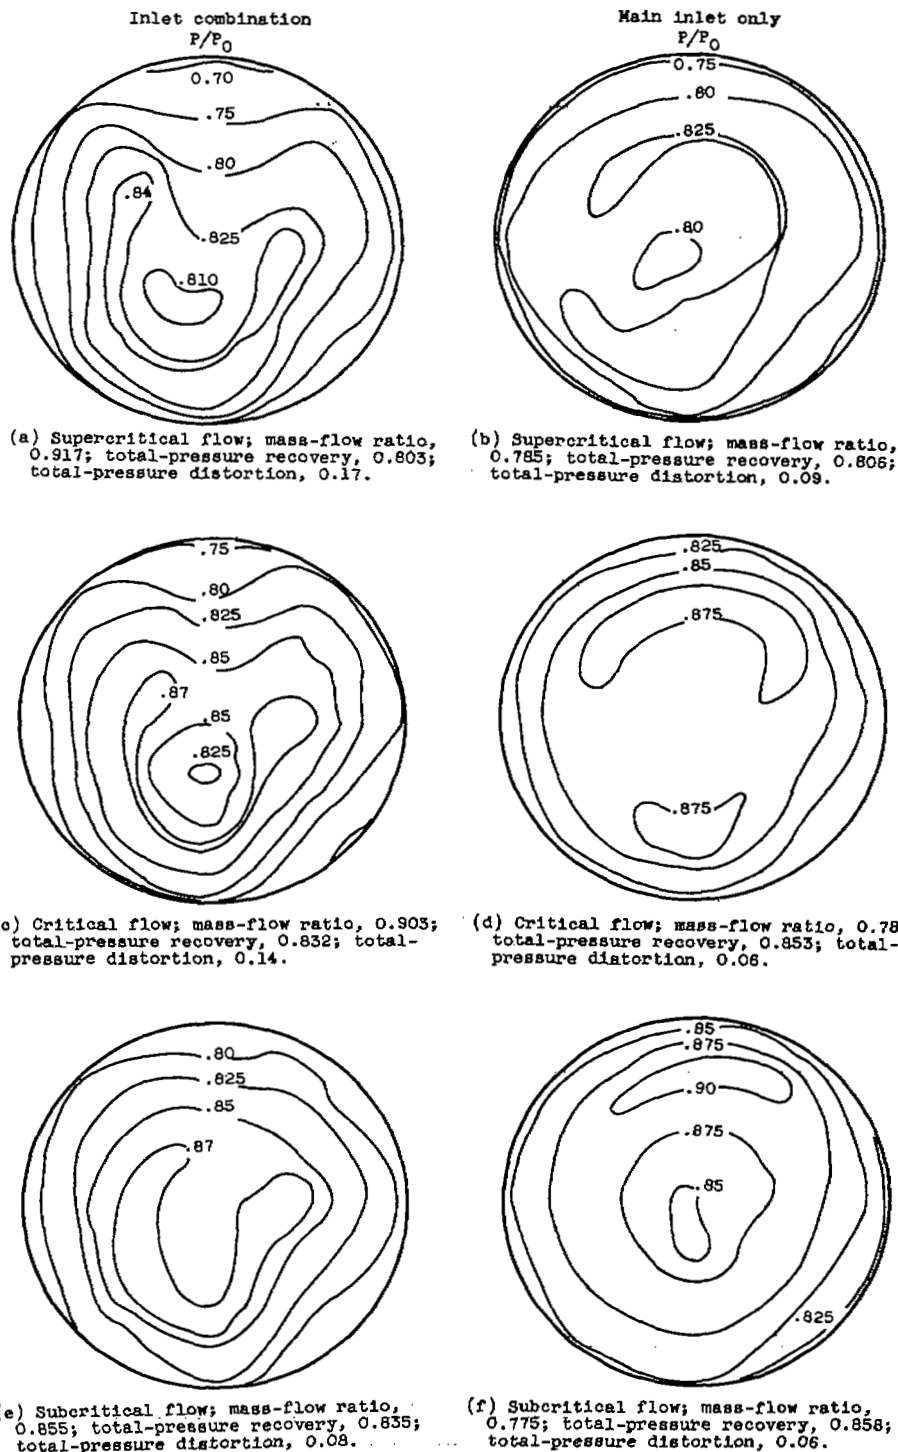 Inlet combination
P/P0
0.70
.75
.80
.84
.825
.810
(a) Supercritical flow; mass-flow ratio,
0.917; total-pressure recovery, 0.803;
total-pressure distortion, 0.17.
Main inlet only
P/P0
0.75
.80
.825
.80
(b) Supercritical flow; mass-flow ratio,
0.785; total-pressure recovery, 0.806;
total-pressure distortion, 0.09.
.75
.80
.825
.85
.87
.85
.825
c) Critical flow; mass-flow ratio, 0.903;
total-pressure recovery, 0.832; total-
pressure distortion, 0.14.
.825
.85
.875
.875
(d) Critical flow; mass-flow ratio, 0.78
total-pressure recovery, 0.853; total-
pressure distortion, 0.06.
.80
.825
.85
.87
(e) Subcritical flow; mass-flow ratio,
0.855; total-pressure recovery, 0.835;
total-pressure distortion, 0.08.
.85
.875
.90
.875
.85
.825
(f) Subcritical flow; mass-flow ratio,
0.775; total-pressure recovery, 0.858;
total-pressure distortion, 0.06.